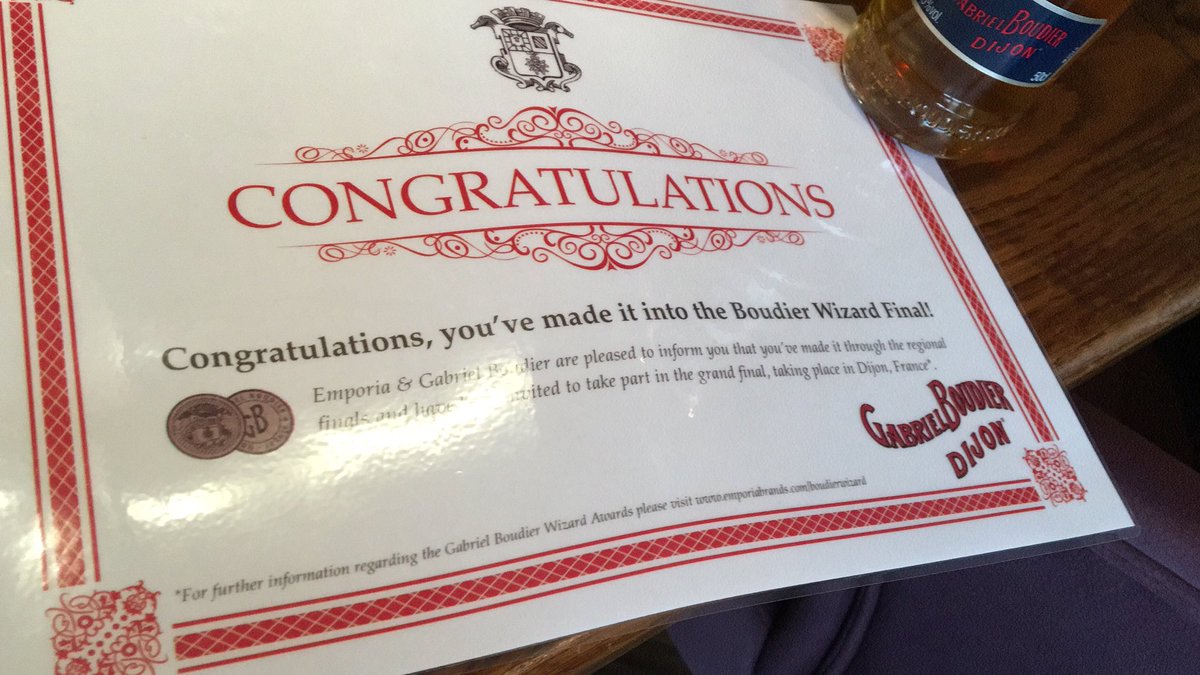 GABRIEL BOUDIER
DIJON
50cl
CONGRATULATIONS
Congratulations, you've made it into the Boudier Wizard Final!
Emporia & Gabriel Boudier are pleased to inform you that you've made it through the regional
finals and have invited to take part in the grand final, taking place in Dijon, France*.
GB
GABRIEL BOUDIER
DIJON
*For further information regarding the Gabriel Boudier Wizard Awards please visit www.emporiabrands.com/boudierwizard